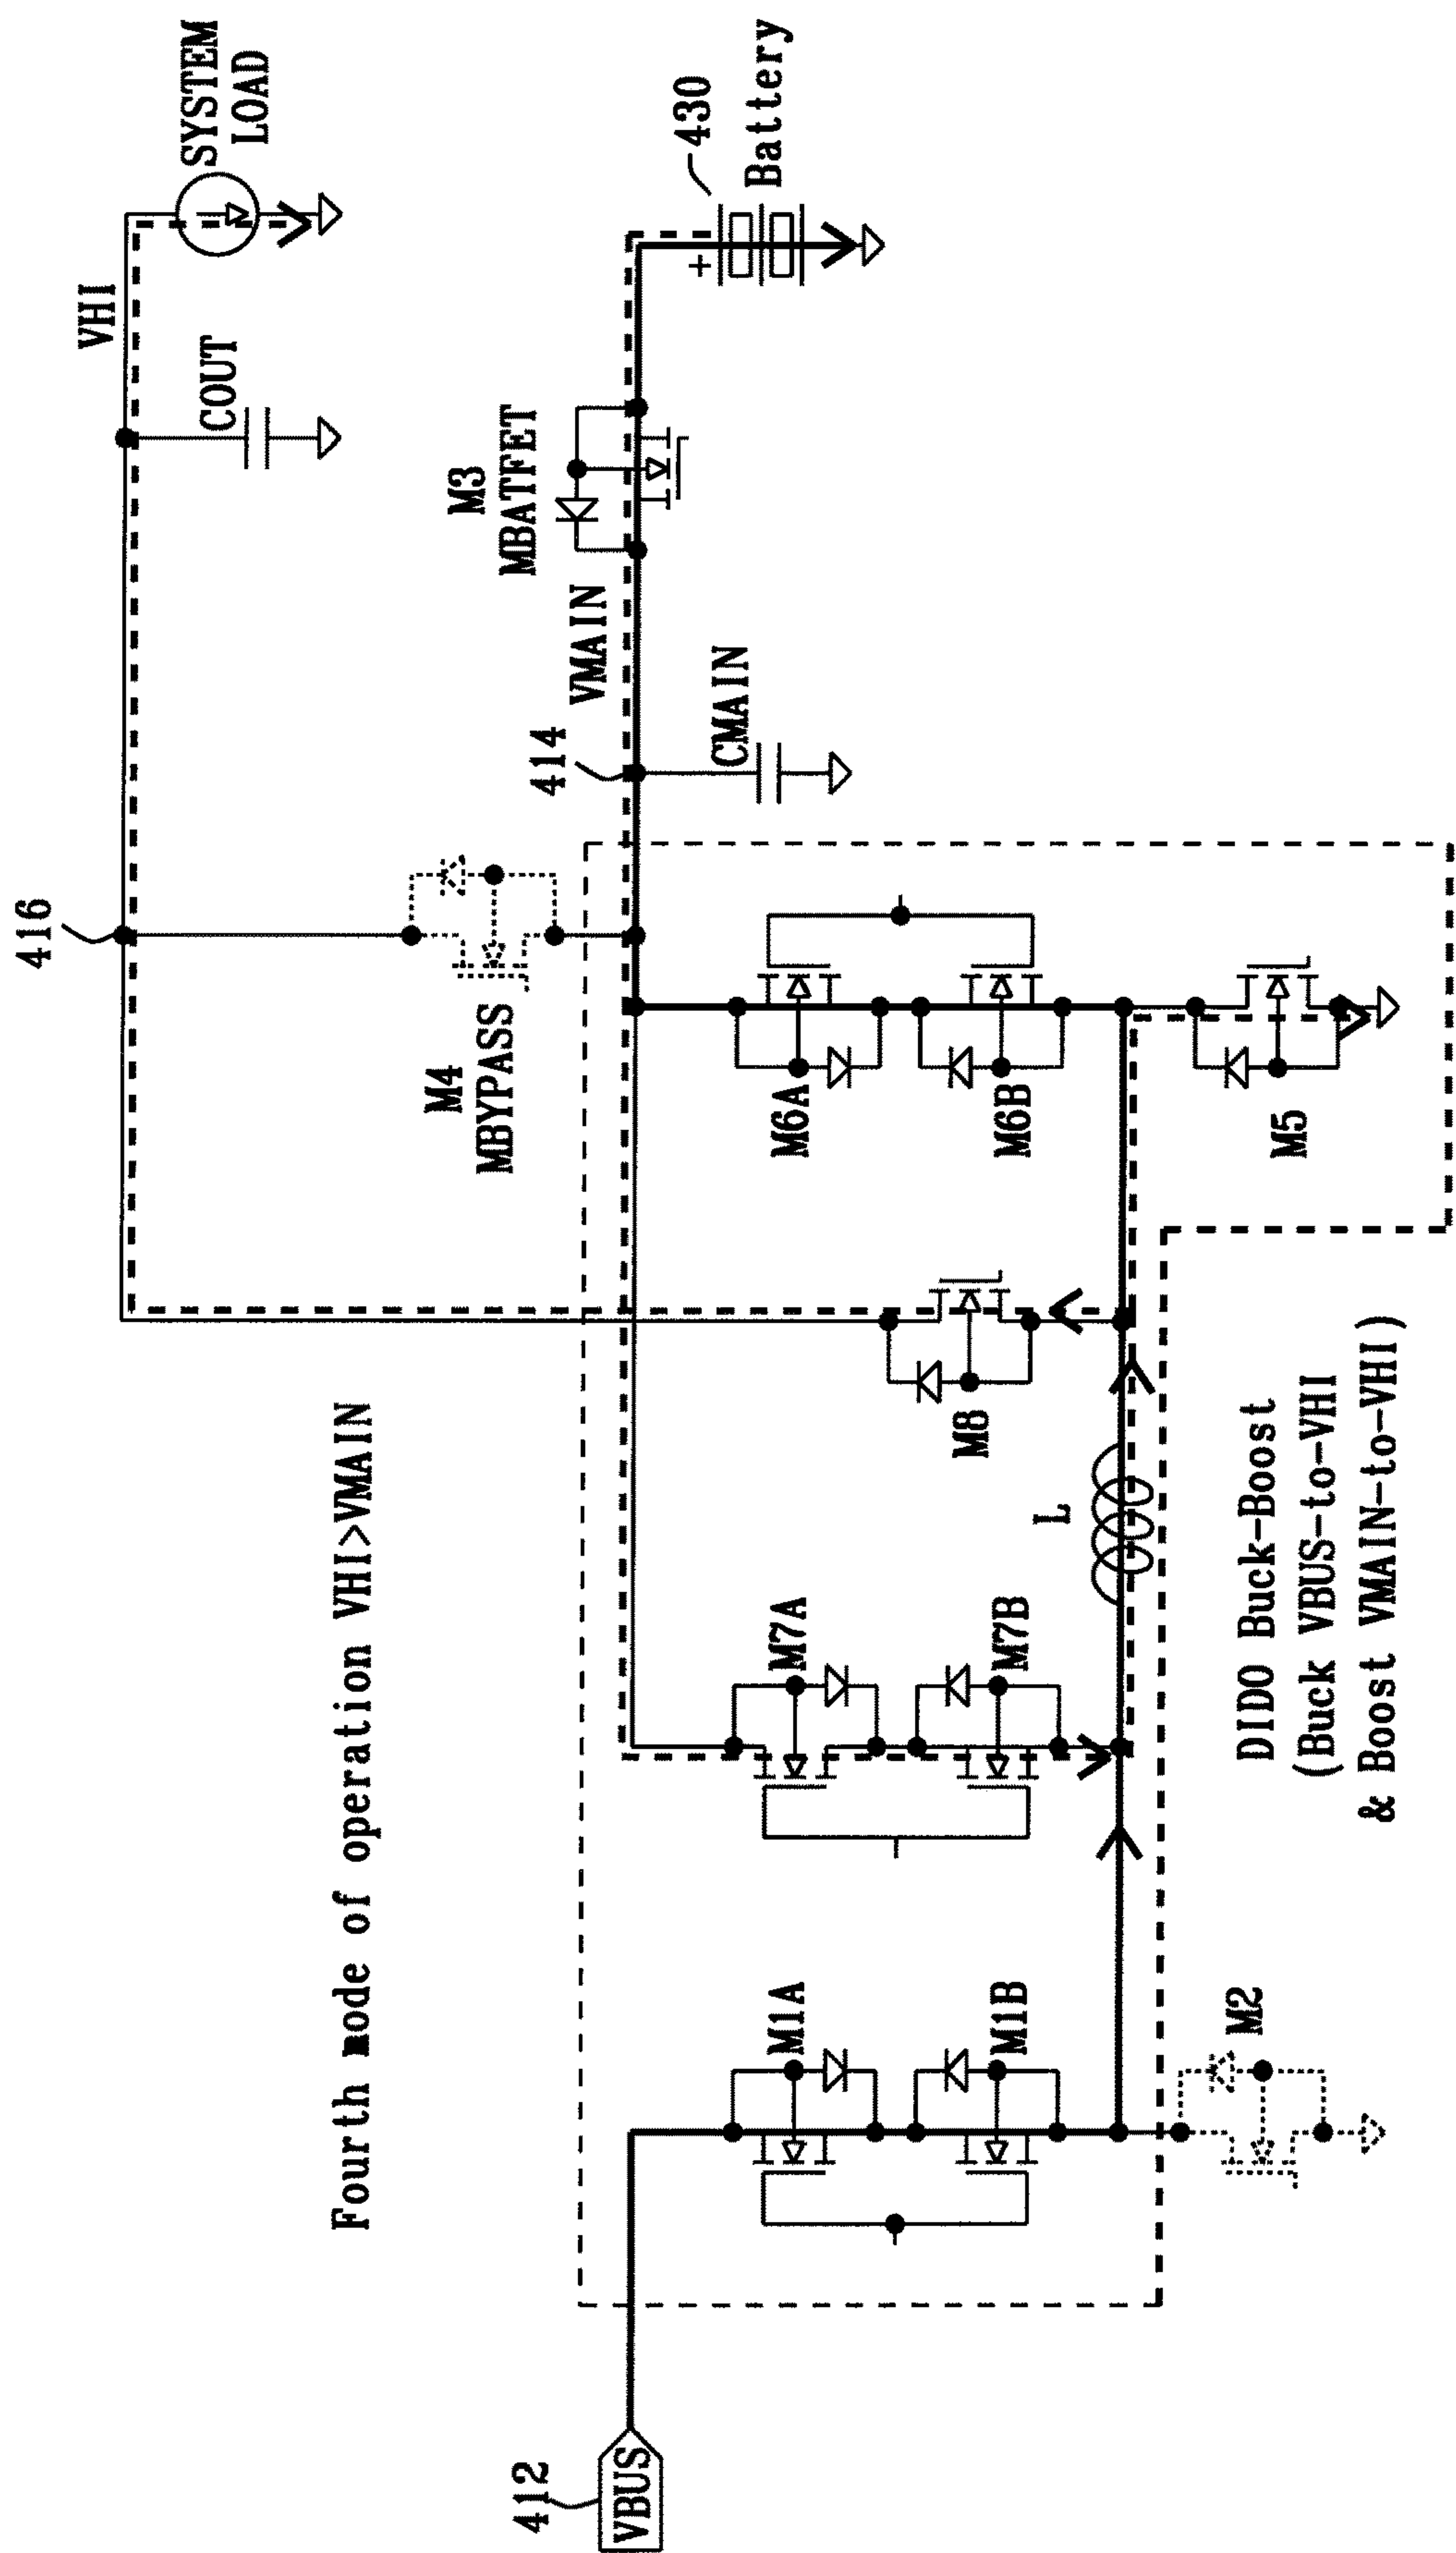 Fourth mode of operation VHI>VMAIN
416
VHI
SYSTEM
LOAD
COUT
M4
MBYPASS
M3
MBATFET
430
Battery
+
412
VBUS
414
VMAIN
CMAIN
M1A
M1B
M7A
M7B
M6A
M6B
M8
L
M2
M5
DIDO Buck-Boost
(Buck VBUS-to-VHI
& Boost VMAIN-to-VHI)